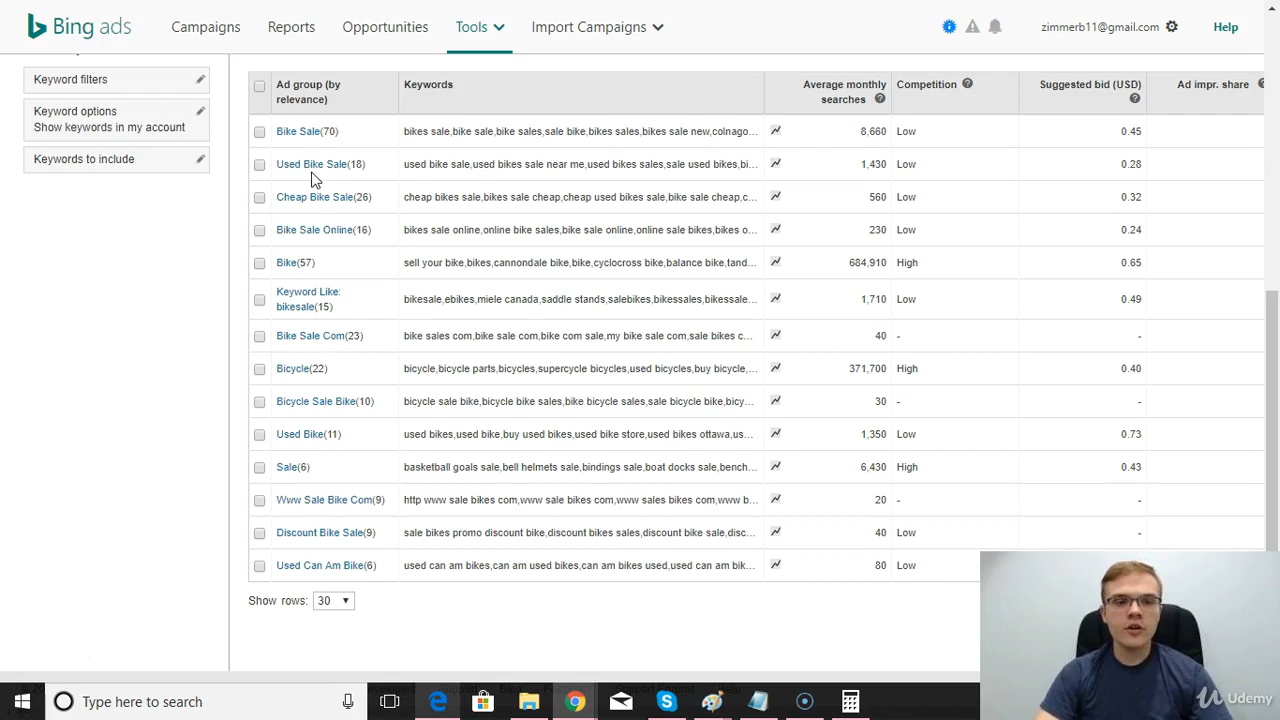 Bing ads Campaigns Reports Opportunities Tools Import Campaigns zimmerb11@gmail.com Help
Keyword filters
Keyword options
Show keywords in my account
Keywords to include
Ad group (by relevance) Keywords Average monthly searches Competition Suggested bid (USD) Ad impr. share
Bike Sale(70) bikes sale,bike sale,bike sales,sale bike,bikes sales,bikes sale new,colnago... 8,660 Low 0.45
Used Bike Sale(18) used bike sale,used bikes sale near me,used bikes sales,sale used bikes,bi... 1,430 Low 0.28
Cheap Bike Sale(26) cheap bikes sale,bikes sale cheap,cheap used bikes sale,bike sale cheap,c... 560 Low 0.32
Bike Sale Online(16) bikes sale online,online bike sales,bike sale online,online sale bikes,bikes o... 230 Low 0.24
Bike(57) sell your bike,bikes,cannondale bike,bike,cyclocross bike,balance bike,tand... 684,910 High 0.65
Keyword Like: bikesale(15) bikesale,ebikes,miele canada,saddle stands,salebikes,bikessales,bikessale... 1,710 Low 0.49
Bike Sale Com(23) bike sales com,bike sale com,bike com sale,my bike sale com,sale bikes c... 40 - -
Bicycle(22) bicycle,bicycle parts,bicycles,supercycle bicycles,used bicycles,buy bicycle,... 371,700 High 0.40
Bicycle Sale Bike(10) bicycle sale bike,bicycle bike sales,bike bicycle sales,sale bicycle bike,bicy... 30 - -
Used Bike(11) used bikes,used bike,buy used bikes,used bike store,used bikes ottawa,us... 1,350 Low 0.73
Sale(6) basketball goals sale,bell helmets sale,bindings sale,boat docks sale,bench... 6,430 High 0.43
Www Sale Bike Com(9) http www sale bikes com,www sale bikes com,www sales bikes com,www b... 20 - -
Discount Bike Sale(9) sale bikes promo discount bike,discount bikes sales,discount bike sale,disc... 40 Low -
Used Can Am Bike(6) used can am bikes,can am used bikes,can am bikes used,used can am bik... 80 Low
Show rows: 30
Udemy
Type here to search